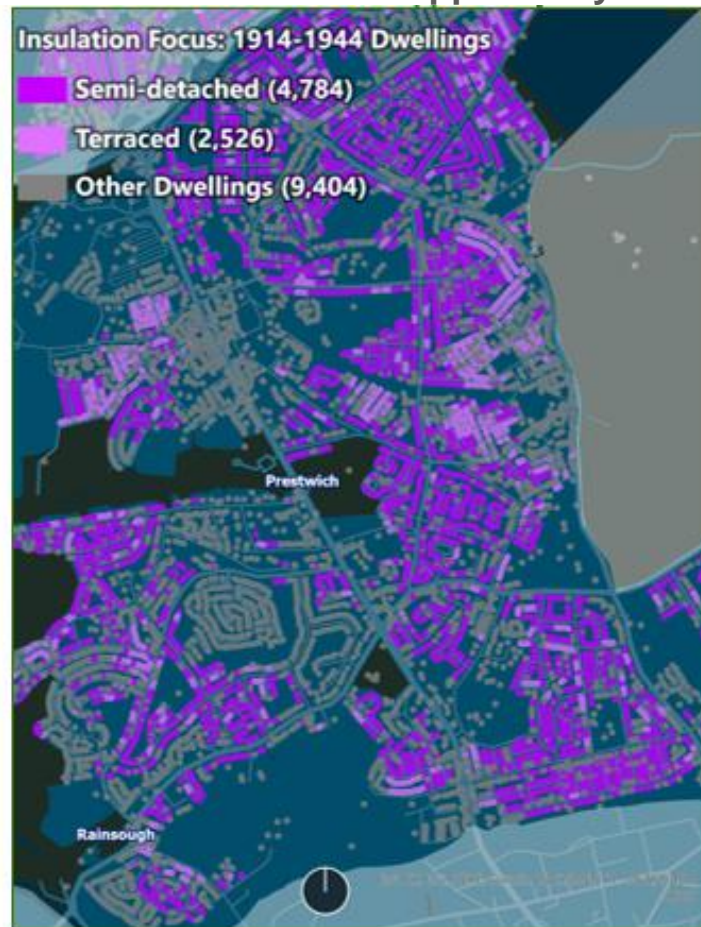 Insulation Focus: 1914-1944 Dwellings
Semi-detached (4,784)
Terraced (2,526)
Other Dwellings (9,404)
Prestwich
Rainsough